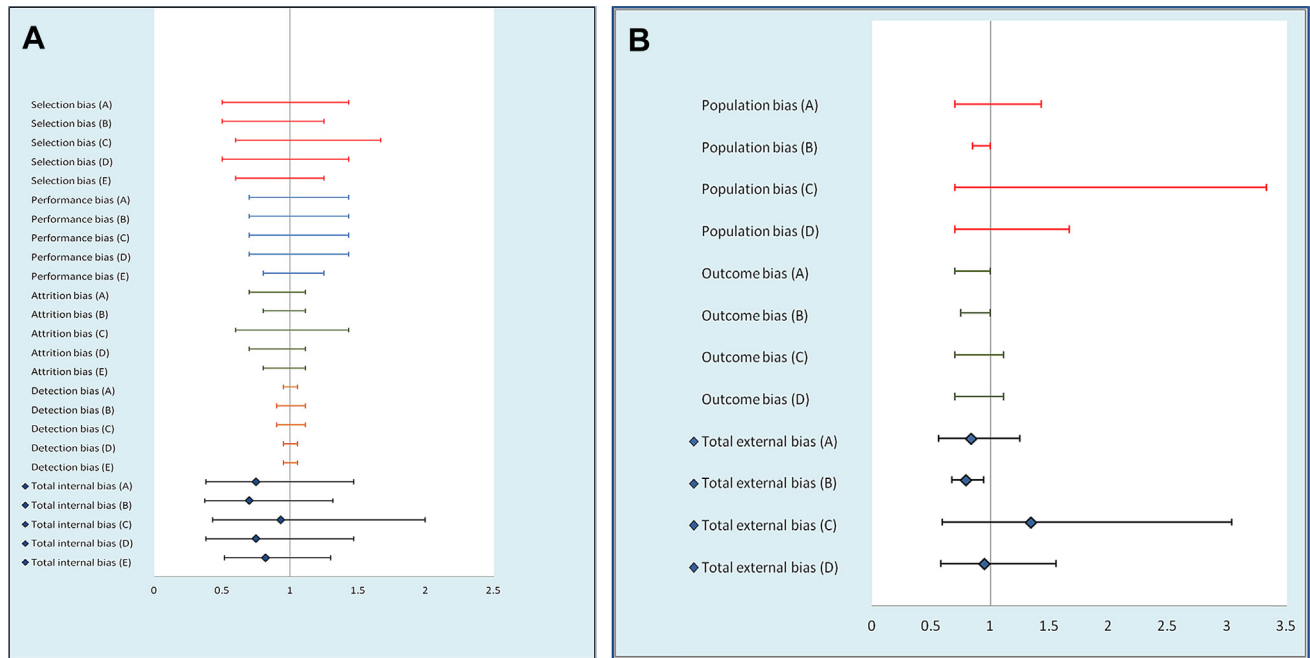 A
Selection bias (A)
Selection bias (B)
Selection bias (C)
Selection bias (D)
Selection bias (E)
Performance bias (A)
Performance bias (B)
Performance bias (C)
Performance bias (D)
Performance bias (E)
Attrition bias (A)
Attrition bias (B)
Attrition bias (C)
Attrition bias (D)
Attrition bias (E)
Detection bias (A)
Detection bias (B)
Detection bias (C)
Detection bias (D)
Detection bias (E)
Total internal bias (A)
Total internal bias (B)
Total internal bias (C)
Total internal bias (D)
Total internal bias (E)
0 0.5 1 1.5 2 2.5
B
Population bias (A)
Population bias (B)
Population bias (C)
Population bias (D)
Outcome bias (A)
Outcome bias (B)
Outcome bias (C)
Outcome bias (D)
Total external bias (A)
Total external bias (B)
Total external bias (C)
Total external bias (D)
0 0.5 1 1.5 2 2.5 3 3.5